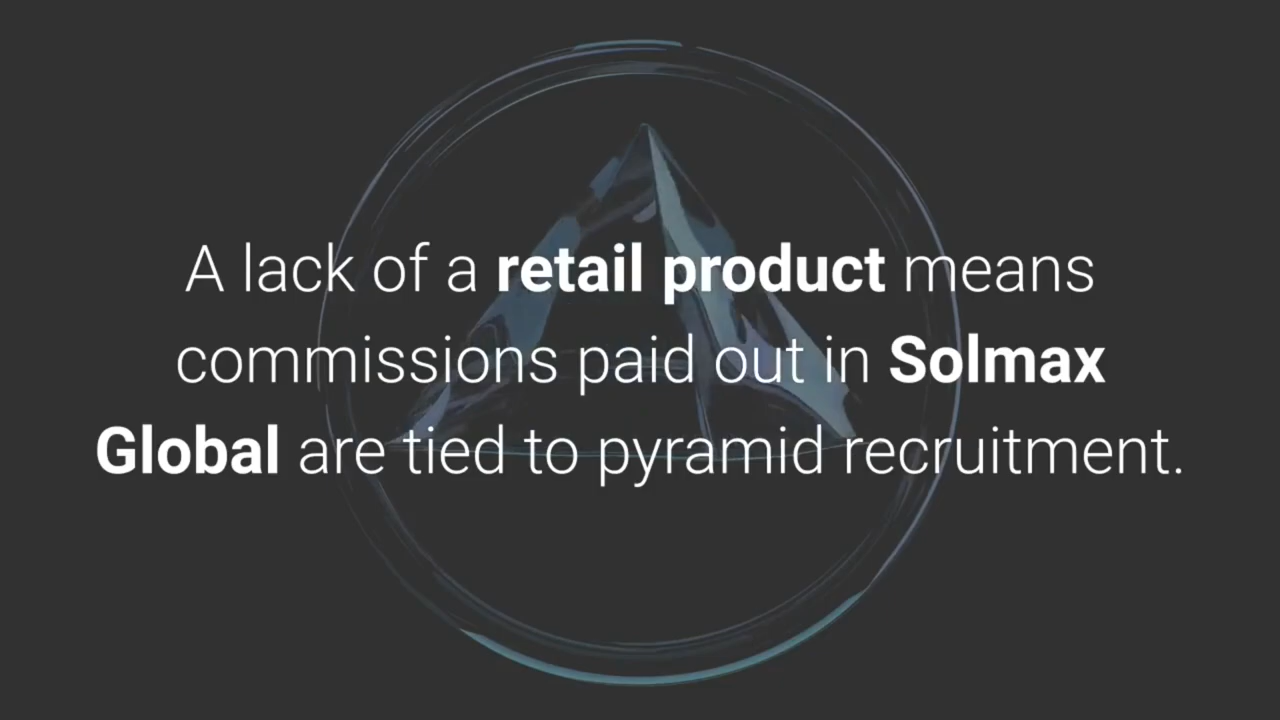 A lack of a retail product means
commissions paid out in Solmax
Global are tied to pyramid recruitment.